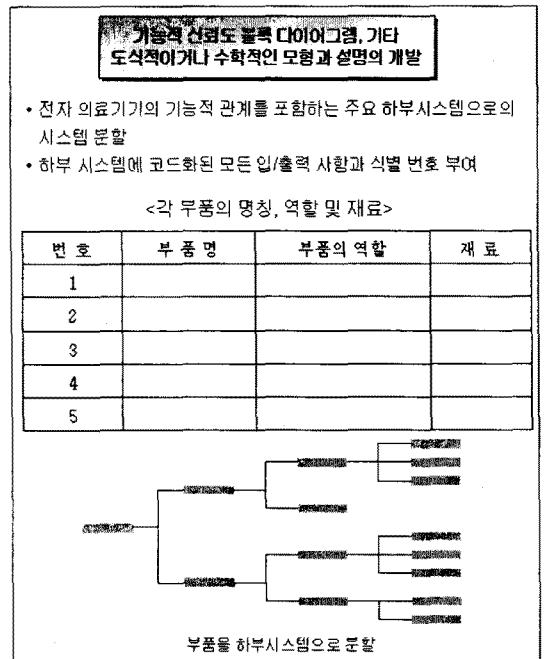 기능적 신뢰도 블록 다이어그램, 기타
도식적이거나 수학적인 모형과 설명의 개발
• 전자 의료기기의 기능적 관계를 포함하는 주요 하부시스템으로의
시스템 분할
• 하부 시스템에 코드화된 모든 입/출력 사항과 식별 번호 부여
<각 부품의 명칭, 역할 및 재료>
번 호 부 품 명 부품의 역할 재 료
1
2
3
4
5
부품을 하부시스템으로 분할